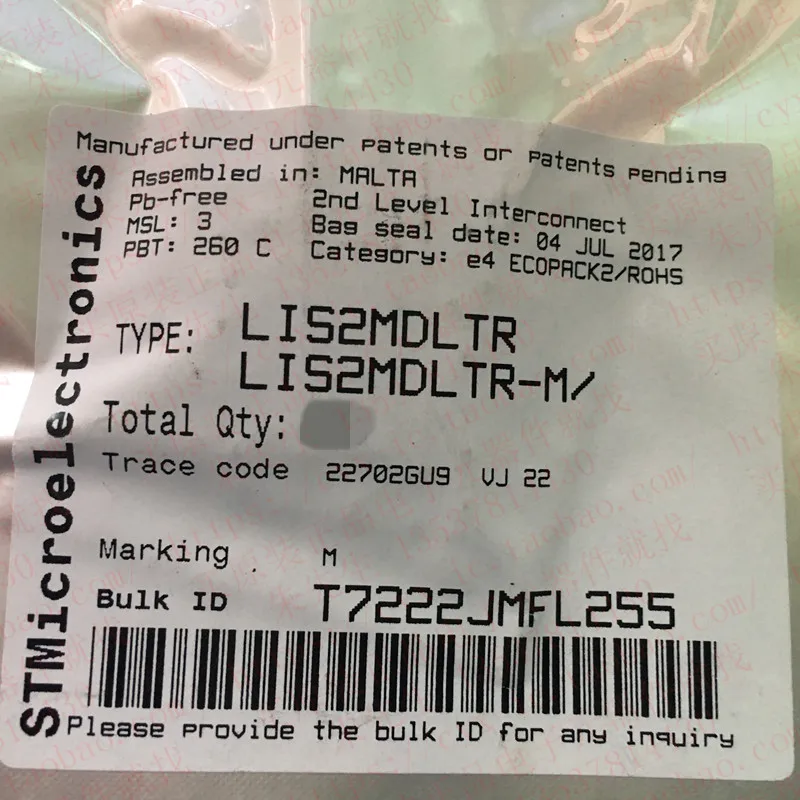 Manufactured under patents or patents pending
Assembled in: MALTA
Pb-free 2nd Level Interconnect
MSL: 3 Bag seal date: 04 JUL 2017
PBT: 260 C Category: e4 ECOPACK2/ROHS
TYPE: LIS2MDLTR
LIS2MDLTR-M/
Total Qty:
Trace code 22702GU9 VJ 22
Marking M
Bulk ID T7222JMFL255
Please provide the bulk ID for any inquiry
STMicroelectronics